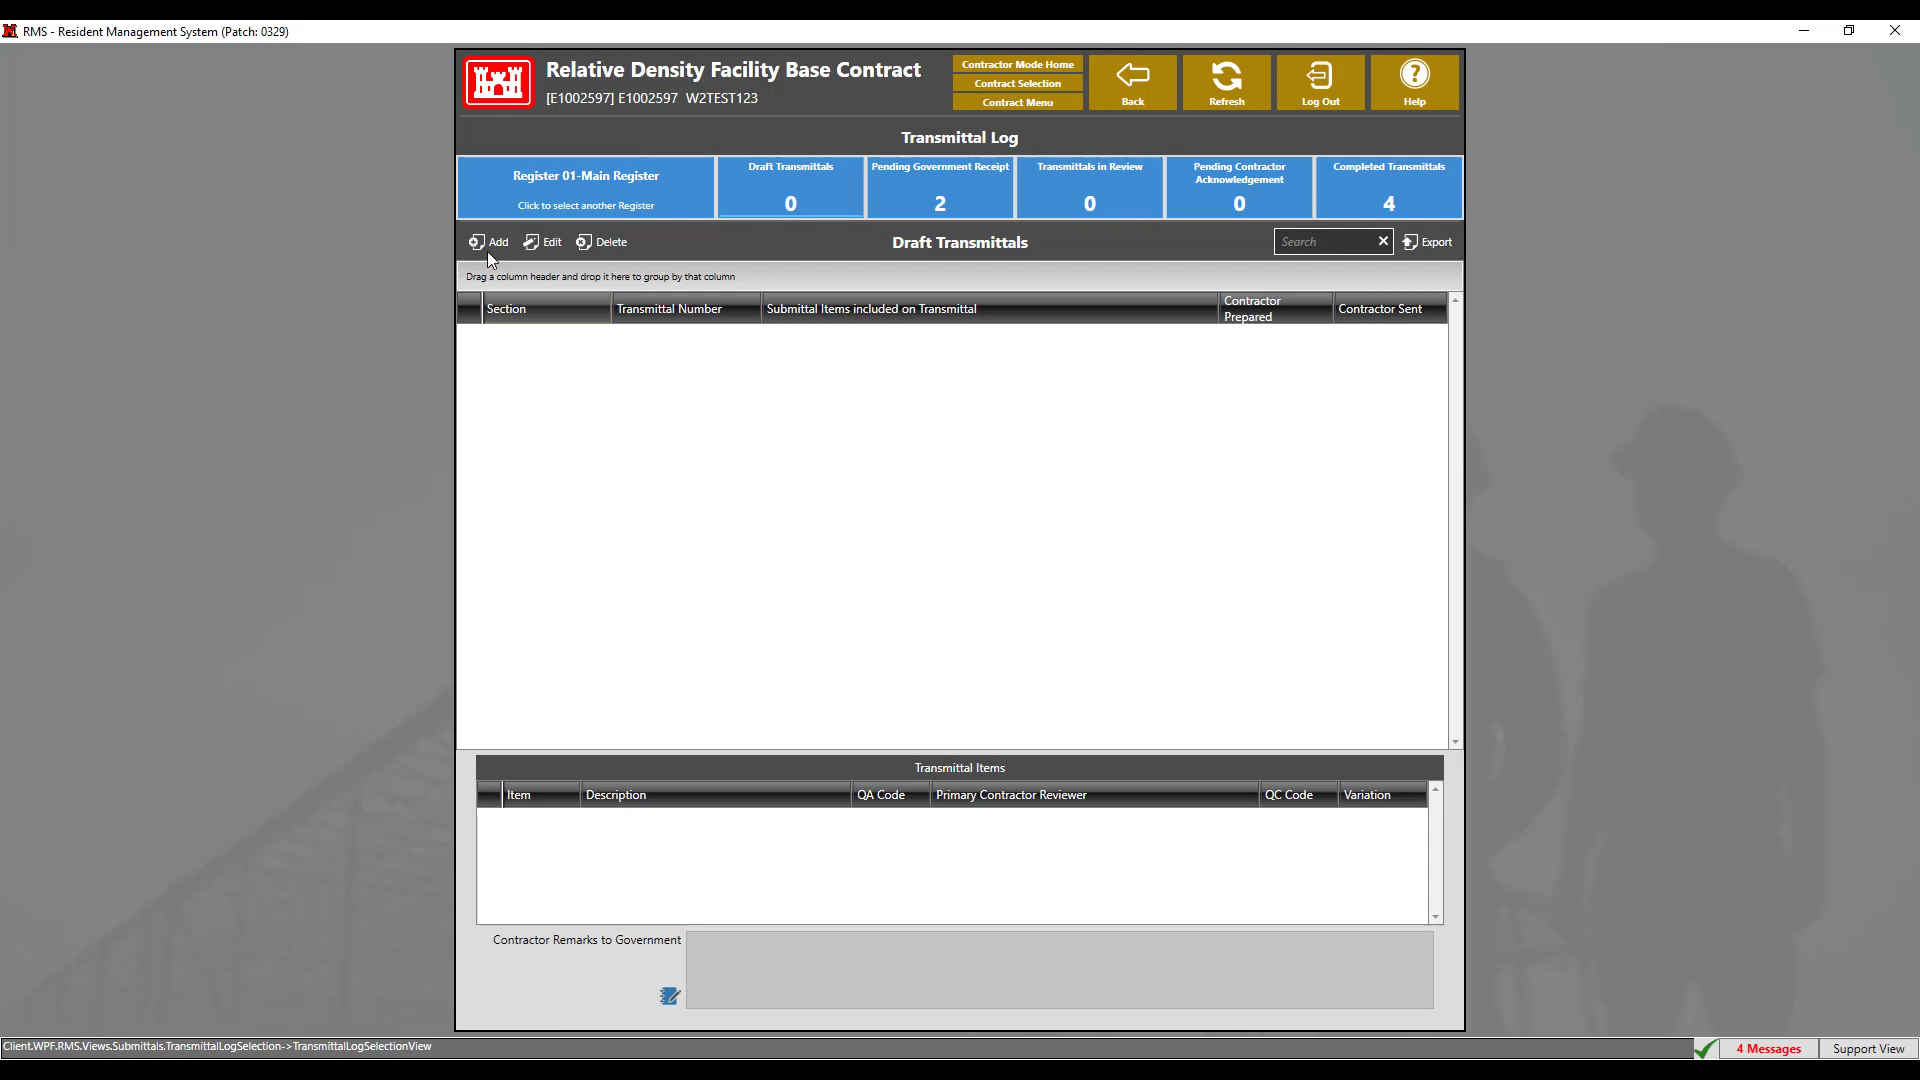 RMS - Resident Management System (Patch: 0329)
Relative Density Facility Base Contract
[E1002597] E1002597 W2TEST123
Contractor Mode Home
Contract Selection
Contract Menu
Back
Refresh
Log Out
Help
Transmittal Log
Register 01-Main Register
Click to select another Register
Draft Transmittals
0
Pending Government Receipt
2
Transmittals in Review
0
Pending Contractor
Acknowledgement
0
Completed Transmittals
4
Add
Edit
Delete
Draft Transmittals
Search
Export
Drag a column header and drop it here to group by that column
Section
Transmittal Number
Submittal Items included on Transmittal
Contractor
Prepared
Contractor Sent
Transmittal Items
Item
Description
QA Code
Primary Contractor Reviewer
QC Code
Variation
Contractor Remarks to Government
Client.WPF.RMS.Views.Submittals.TransmittalLogSelection->TransmittalLogSelectionView
4 Messages
Support View